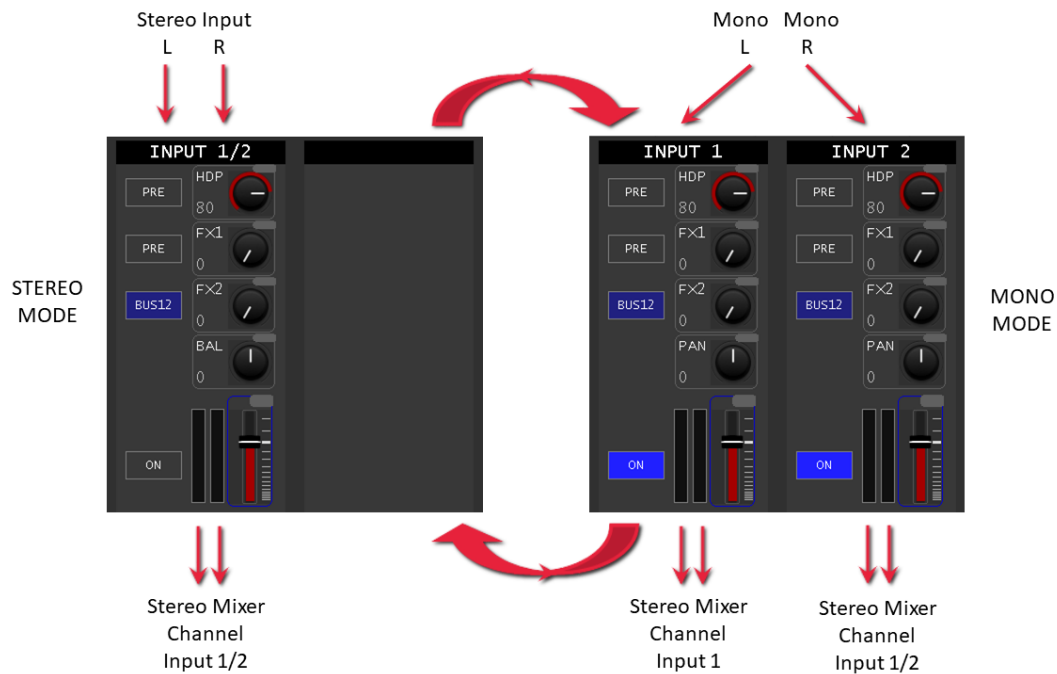 Stereo Input
L R
Mono Mono
L R
INPUT 1/2
PRE
HDP
80
PRE
FX1
0
BUS12
FX2
0
BAL
0
ON
STEREO
MODE
INPUT 1
PRE
HDP
80
PRE
FX1
0
BUS12
FX2
0
PAN
0
ON
INPUT 2
PRE
HDP
80
PRE
FX1
0
BUS12
FX2
0
PAN
0
ON
MONO
MODE
Stereo Mixer
Channel
Input 1/2
Stereo Mixer
Channel
Input 1
Stereo Mixer
Channel
Input 1/2